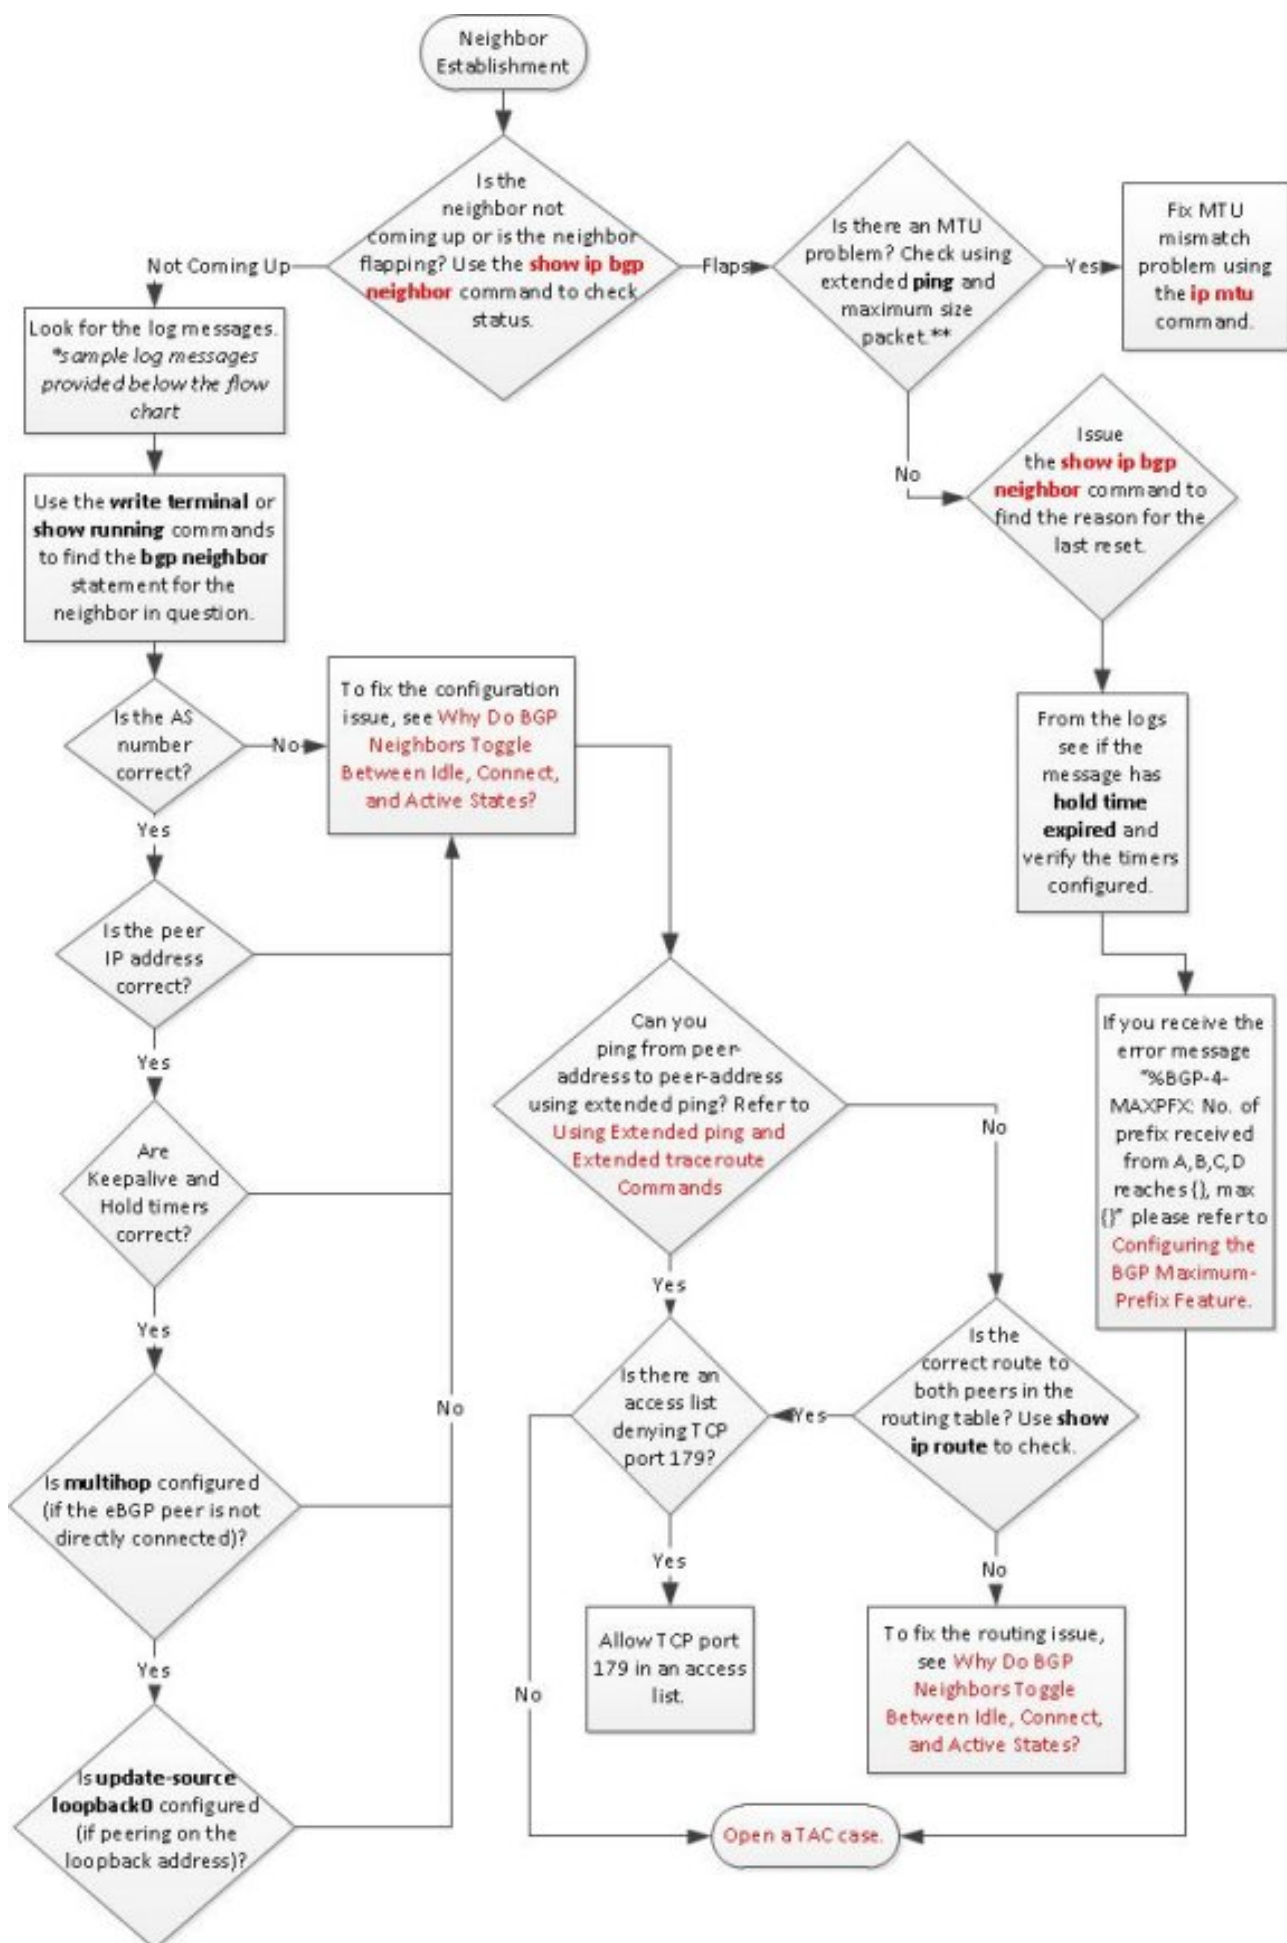 Neighbor
Establishment
Is the
neighbor not
coming up or is the neighbor
flapping? Use the show ip bgp
neighbor command to check
status.
Not Coming Up
Flaps
Is there an MTU
problem? Check using
extended ping and
maximum size
packet.**
Yes
Fix MTU
mismatch
problem using
the ip mtu
command.
Look for the log messages.
*sample log messages
provided below the flow
chart
No
Issue
the show ip bgp
neighbor command to
find the reason for the
last reset.
Use the write terminal or
show running commands
to find the bgp neighbor
statement for the
neighbor in question.
Is the AS
number
correct?
No
To fix the configuration
issue, see Why Do BGP
Neighbors Toggle
Between Idle, Connect,
and Active States?
From the logs
see if the
message has
hold time
expired and
verify the timers
configured.
Yes
Is the peer
IP address
correct?
Yes
Can you
ping from peer-
address to peer-address
using extended ping? Refer to
Using Extended ping and
Extended traceroute
Commands
No
If you receive the
error message
"%BGP-4-
MAXPFX: No. of
prefix received
from A,B,C,D
reaches {}, max
{}" please refer to
Configuring the
BGP Maximum-
Prefix Feature.
Are
Keepalive and
Hold timers
correct?
Yes
Yes
Is there an
access list
denying TCP
port 179?
Yes
Is the
correct route to
both peers in the
routing table? Use show
ip route to check.
No
Is multihop configured
(if the eBGP peer is not
directly connected)?
Yes
No
Allow TCP port
179 in an access
list.
To fix the routing issue,
see Why Do BGP
Neighbors Toggle
Between Idle, Connect,
and Active States?
Yes
No
Is update-source
loopback0 configured
(if peering on the
loopback address)?
Open a TAC case.